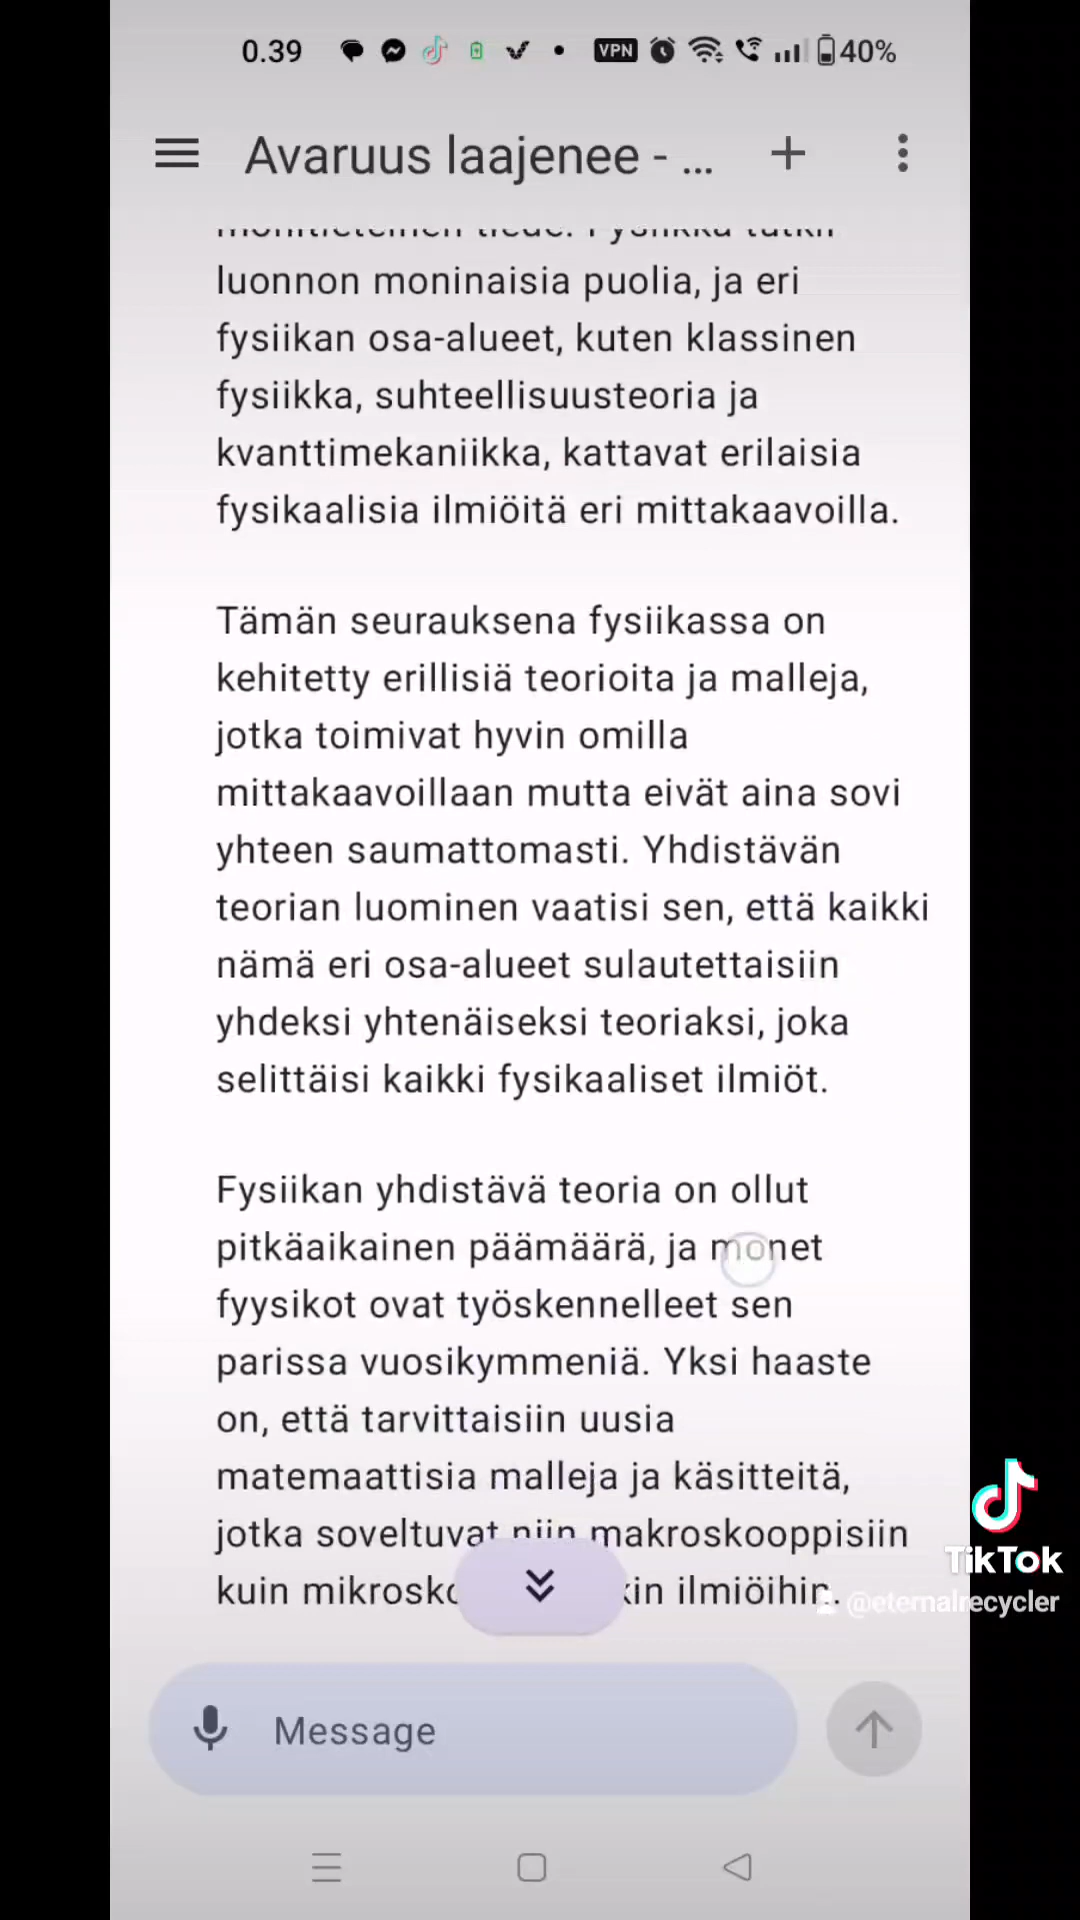 0.39
VPN
40%
Avaruus laajenee - ...
luonnon moninaisia puolia, ja eri
fysiikan osa-alueet, kuten klassinen
fysiikka, suhteellisuusteoria ja
kvanttimekaniikka, kattavat erilaisia
fysikaalisia ilmiöitä eri mittakaavoilla.
Tämän seurauksena fysiikassa on
kehitetty erillisiä teorioita ja malleja,
jotka toimivat hyvin omilla
mittakaavoillaan mutta eivät aina sovi
yhteen saumattomasti. Yhdistävän
teorian luominen vaatisi sen, että kaikki
nämä eri osa-alueet sulautettaisiin
yhdeksi yhtenäiseksi teoriaksi, joka
selittäisi kaikki fysikaaliset ilmiöt.
Fysiikan yhdistävä teoria on ollut
pitkäaikainen päämäärä, ja monet
fyysikot ovat työskennelleet sen
parissa vuosikymmeniä. Yksi haaste
on, että tarvittaisiin uusia
matemaattisia malleja ja käsitteitä,
jotka soveltuvat niin makroskooppisiin
kuin ilmiöihin.
TikTok
@eternalrecycler
Message